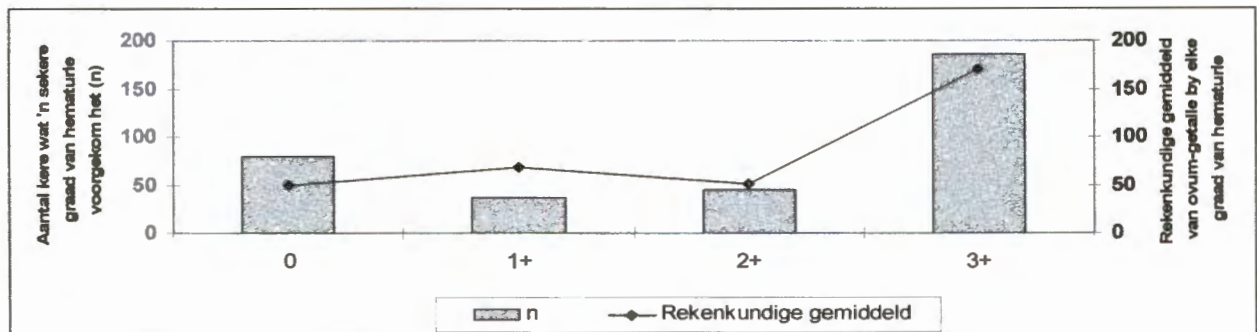 Aantal kere wat 'n sekere
graad van hematurie
voorgekom het (n)
200
150
100
50
0
0
1+
2+
3+
200
150
100
50
0
Rekenkundige gemiddeld
van ovum-getalle by elke
graad van hematurie
n
Rekenkundige gemiddeld